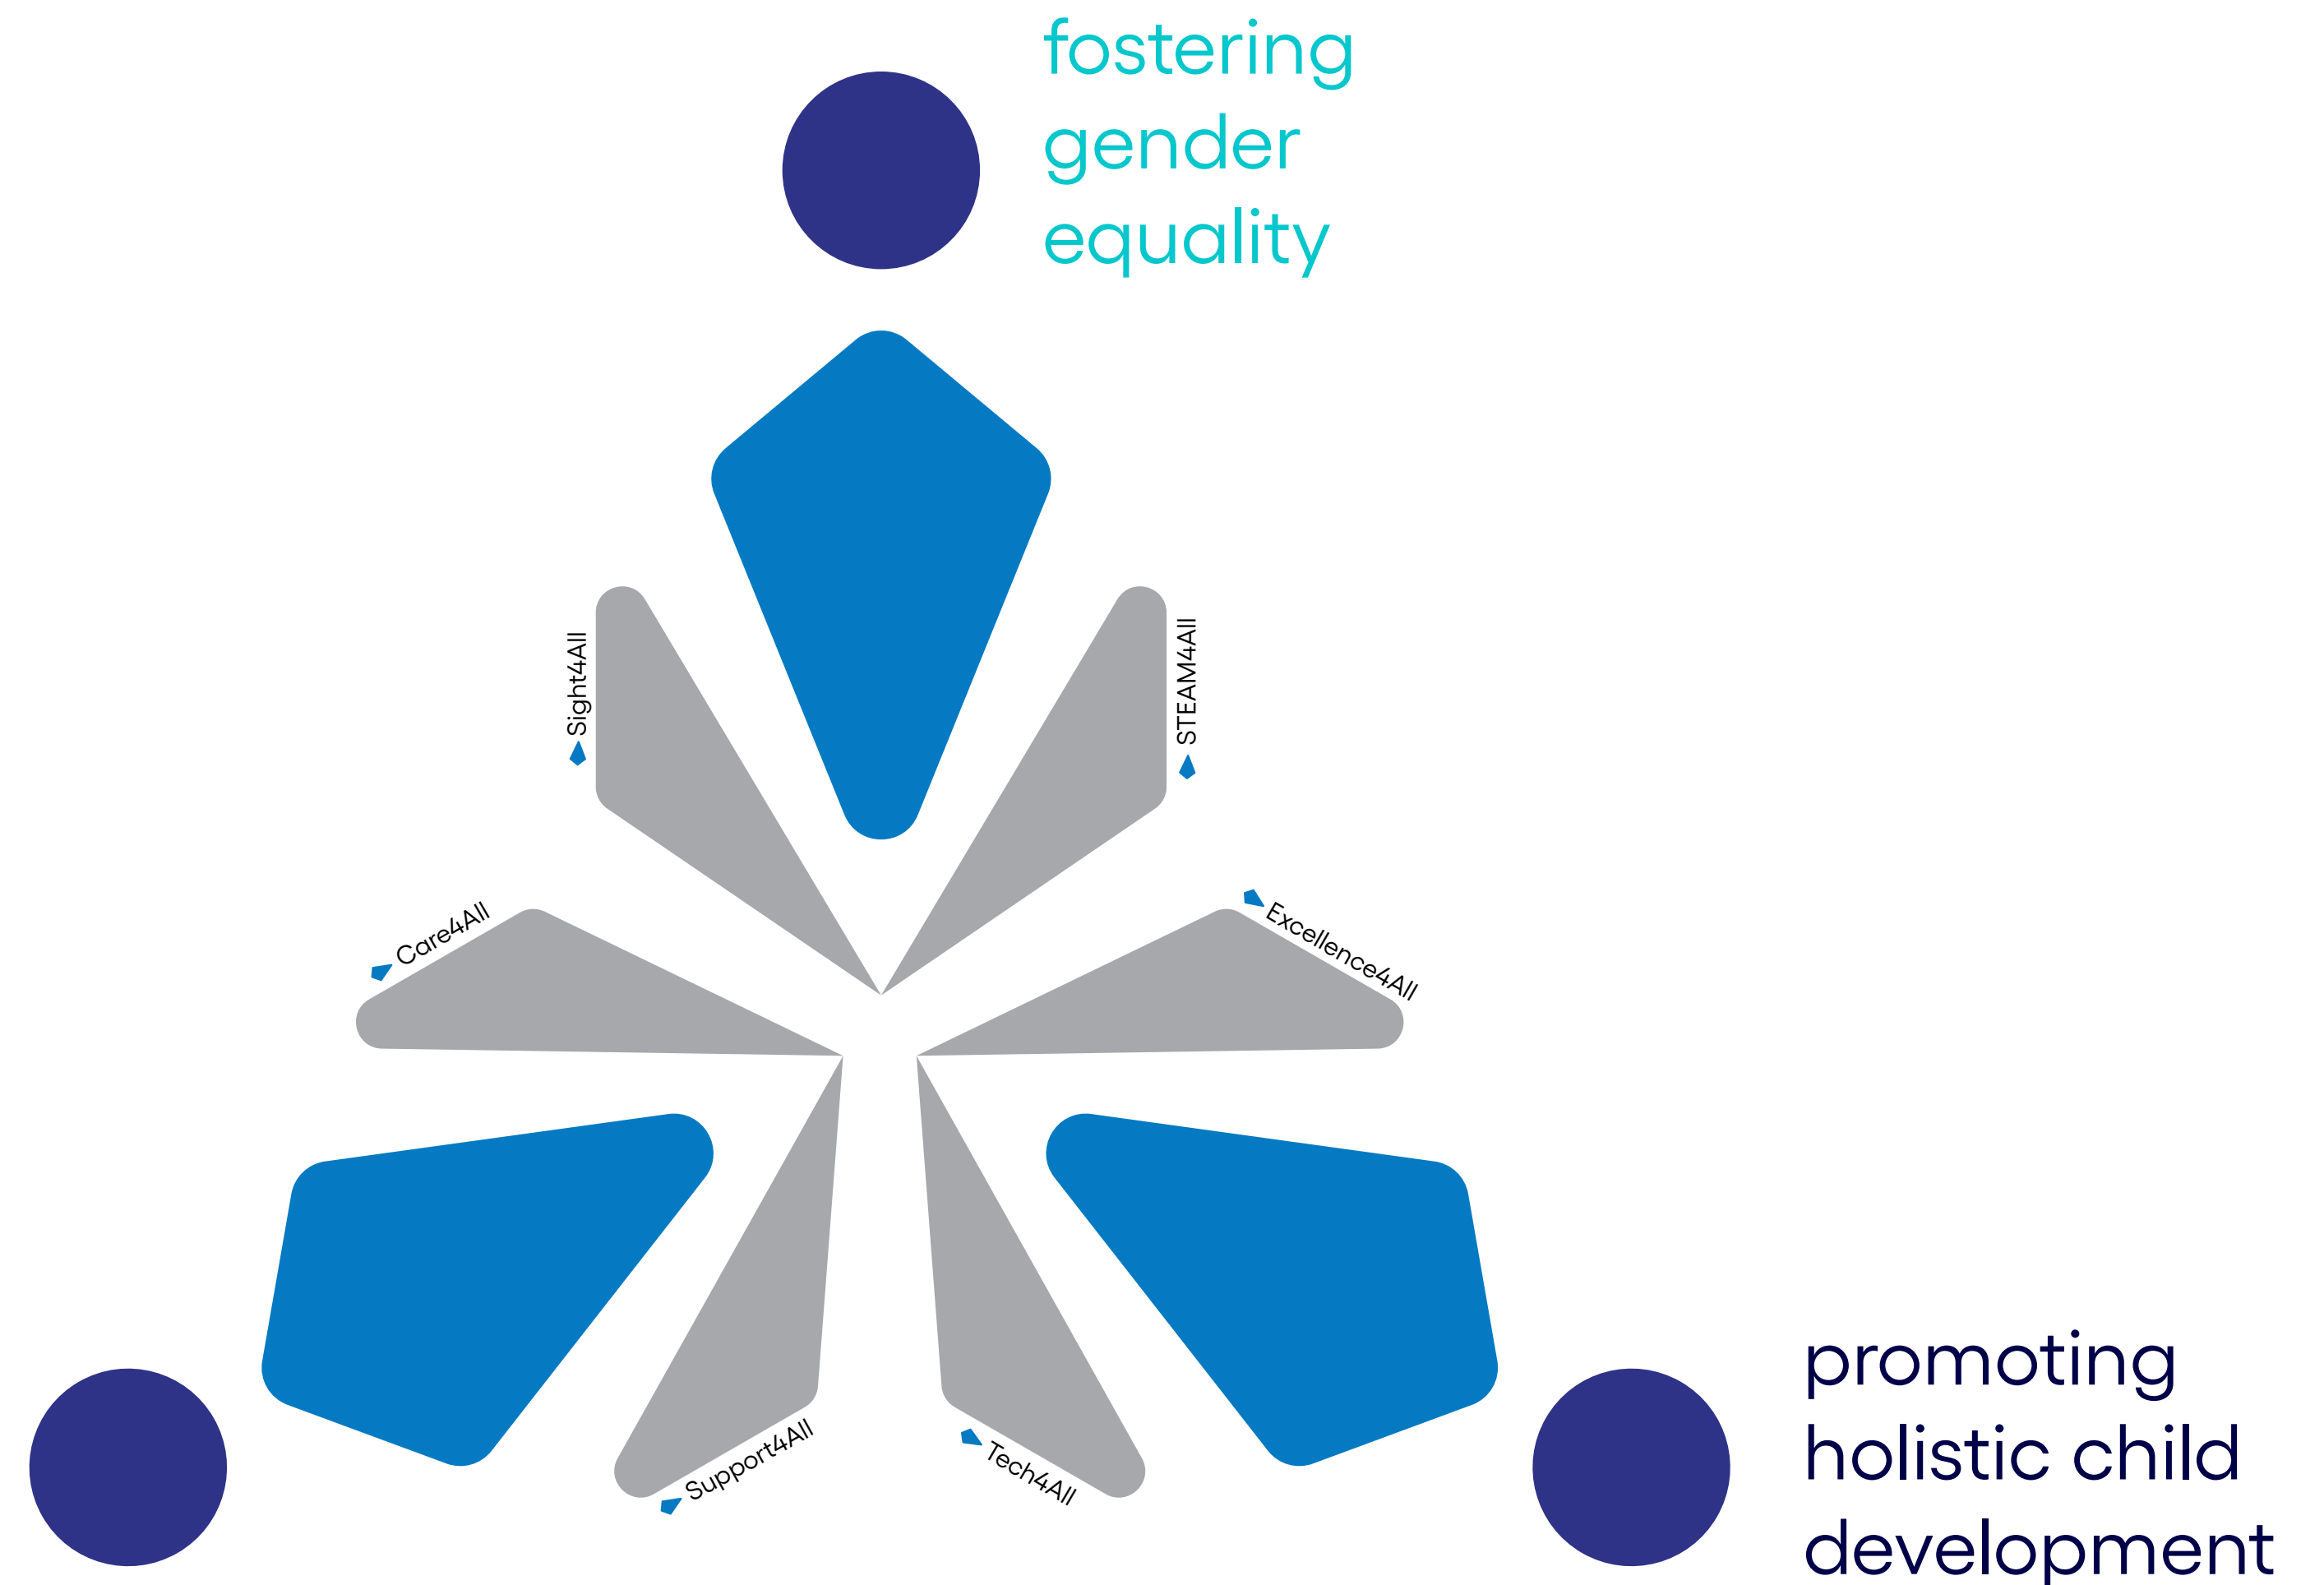 fostering
gender
equality
Sight4All
STEAM4All
Care4All
Excellence4All
Support4All
Tech4All
promoting
holistic child
development